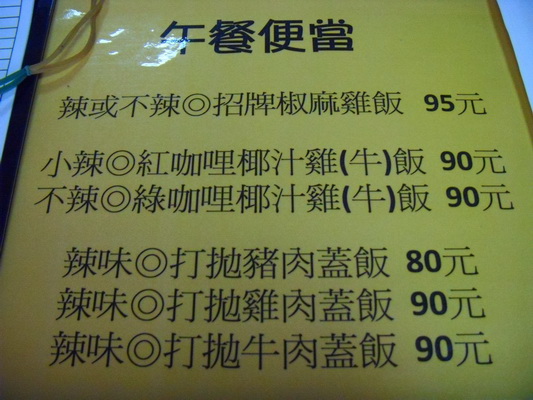 午餐便當
辣或不辣◎招牌椒麻雞飯 95元
小辣◎紅咖哩椰汁雞(牛)飯 90元
不辣◎綠咖哩椰汁雞(牛)飯 90元
辣味◎打拋豬肉蓋飯 80元
辣味◎打拋雞肉蓋飯 90元
辣味◎打拋牛肉蓋飯 90元